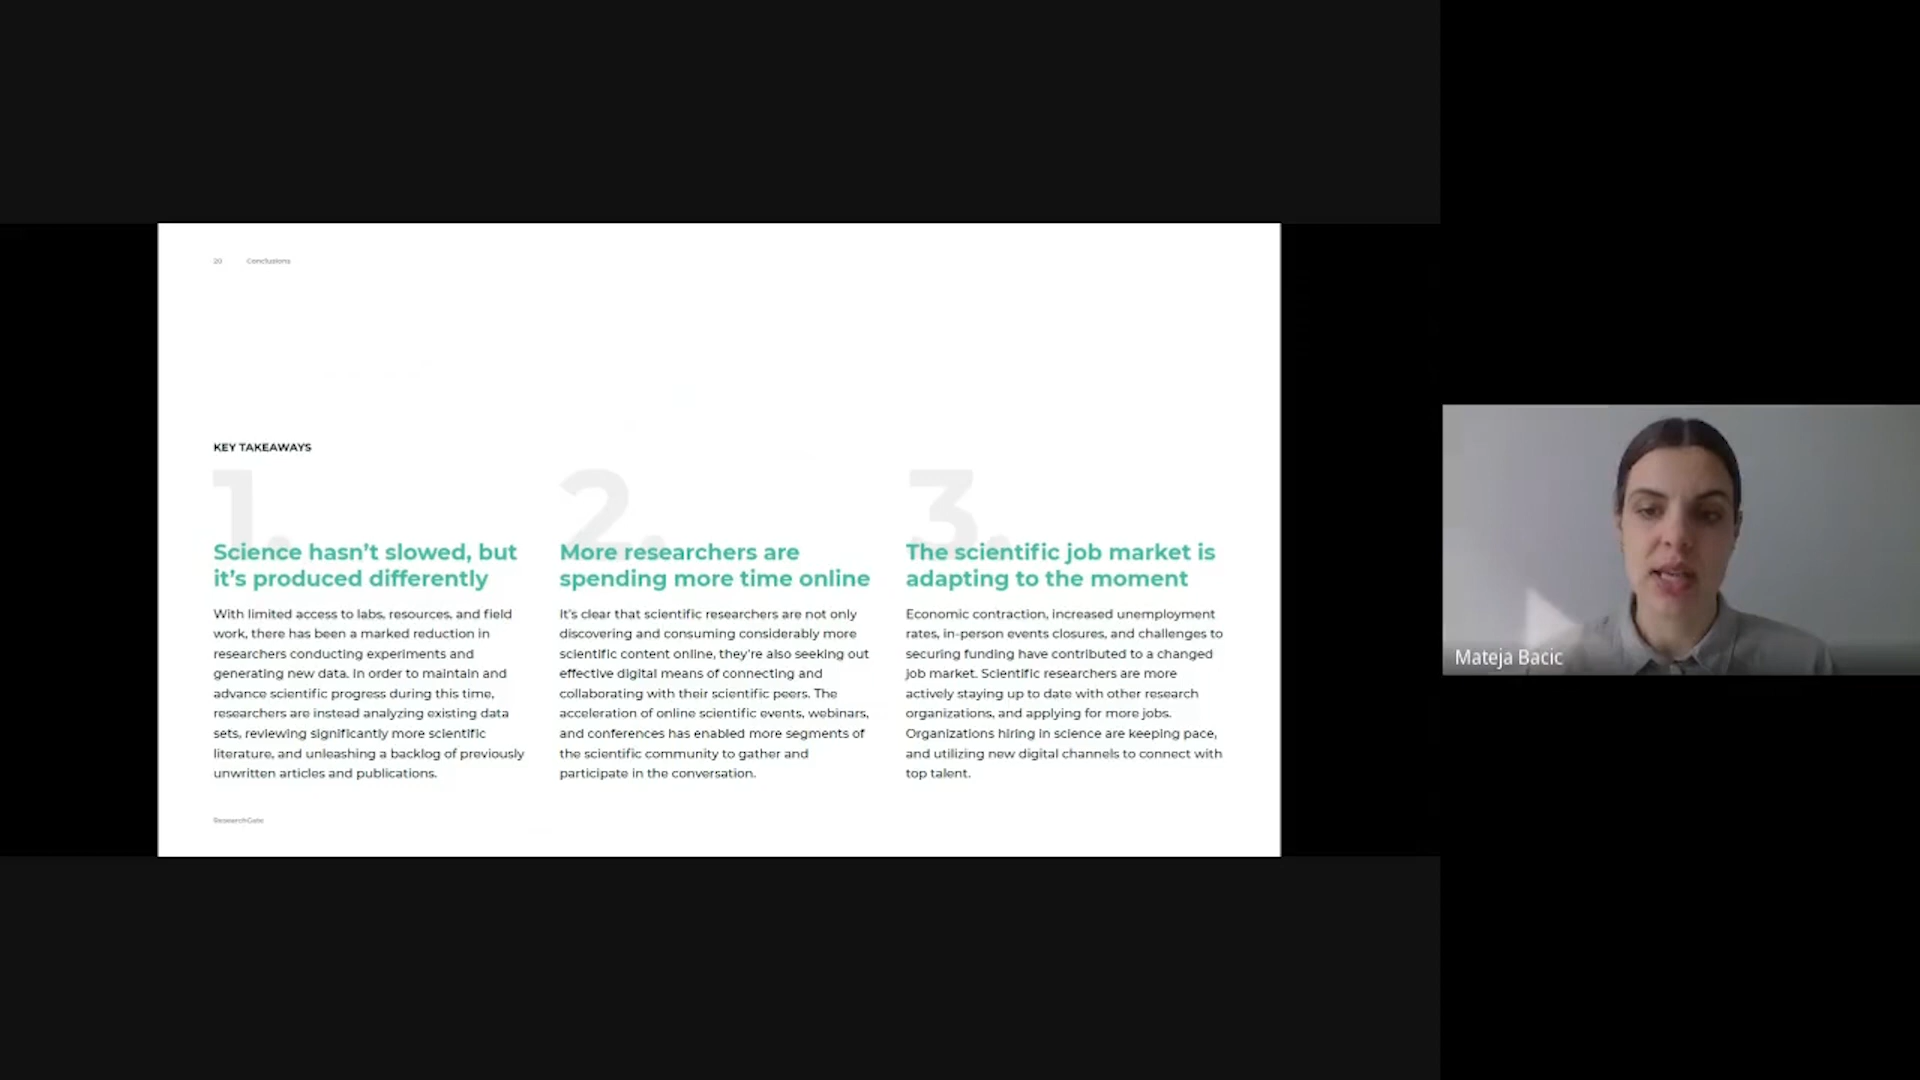 20 Conclusions
KEY TAKEAWAYS
1.
Science hasn't slowed, but
it's produced differently
With limited access to labs, resources, and field
work, there has been a marked reduction in
researchers conducting experiments and
generating new data. In order to maintain and
advance scientific progress during this time,
researchers are instead analyzing existing data
sets, reviewing significantly more scientific
literature, and unleashing a backlog of previously
unwritten articles and publications.
2.
More researchers are
spending more time online
It's clear that scientific researchers are not only
discovering and consuming considerably more
scientific content online, they're also seeking out
effective digital means of connecting and
collaborating with their scientific peers. The
acceleration of online scientific events, webinars,
and conferences has enabled more segments of
the scientific community to gather and
participate in the conversation.
3.
The scientific job market is
adapting to the moment
Economic contraction, increased unemployment
rates, in-person events closures, and challenges to
securing funding have contributed to a changed
job market. Scientific researchers are more
actively staying up to date with other research
organizations, and applying for more jobs.
Organizations hiring in science are keeping pace,
and utilizing new digital channels to connect with
top talent.
ResearchGate
Mateja Bacic